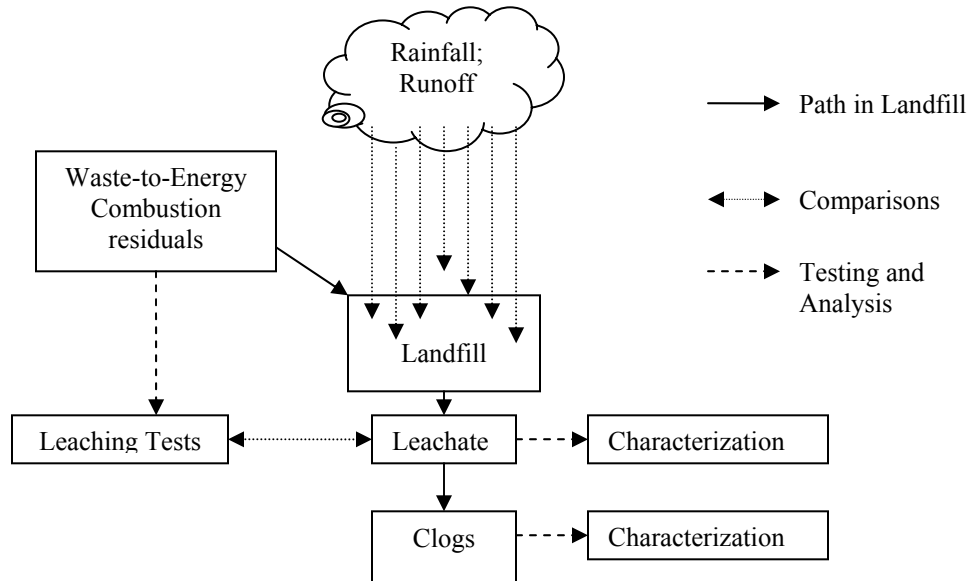 Rainfall;
Runoff
Path in Landfill
Waste-to-Energy
Combustion
residuals
Comparisons
Testing and
Analysis
Landfill
Leaching Tests
Leachate
Characterization
Clogs
Characterization